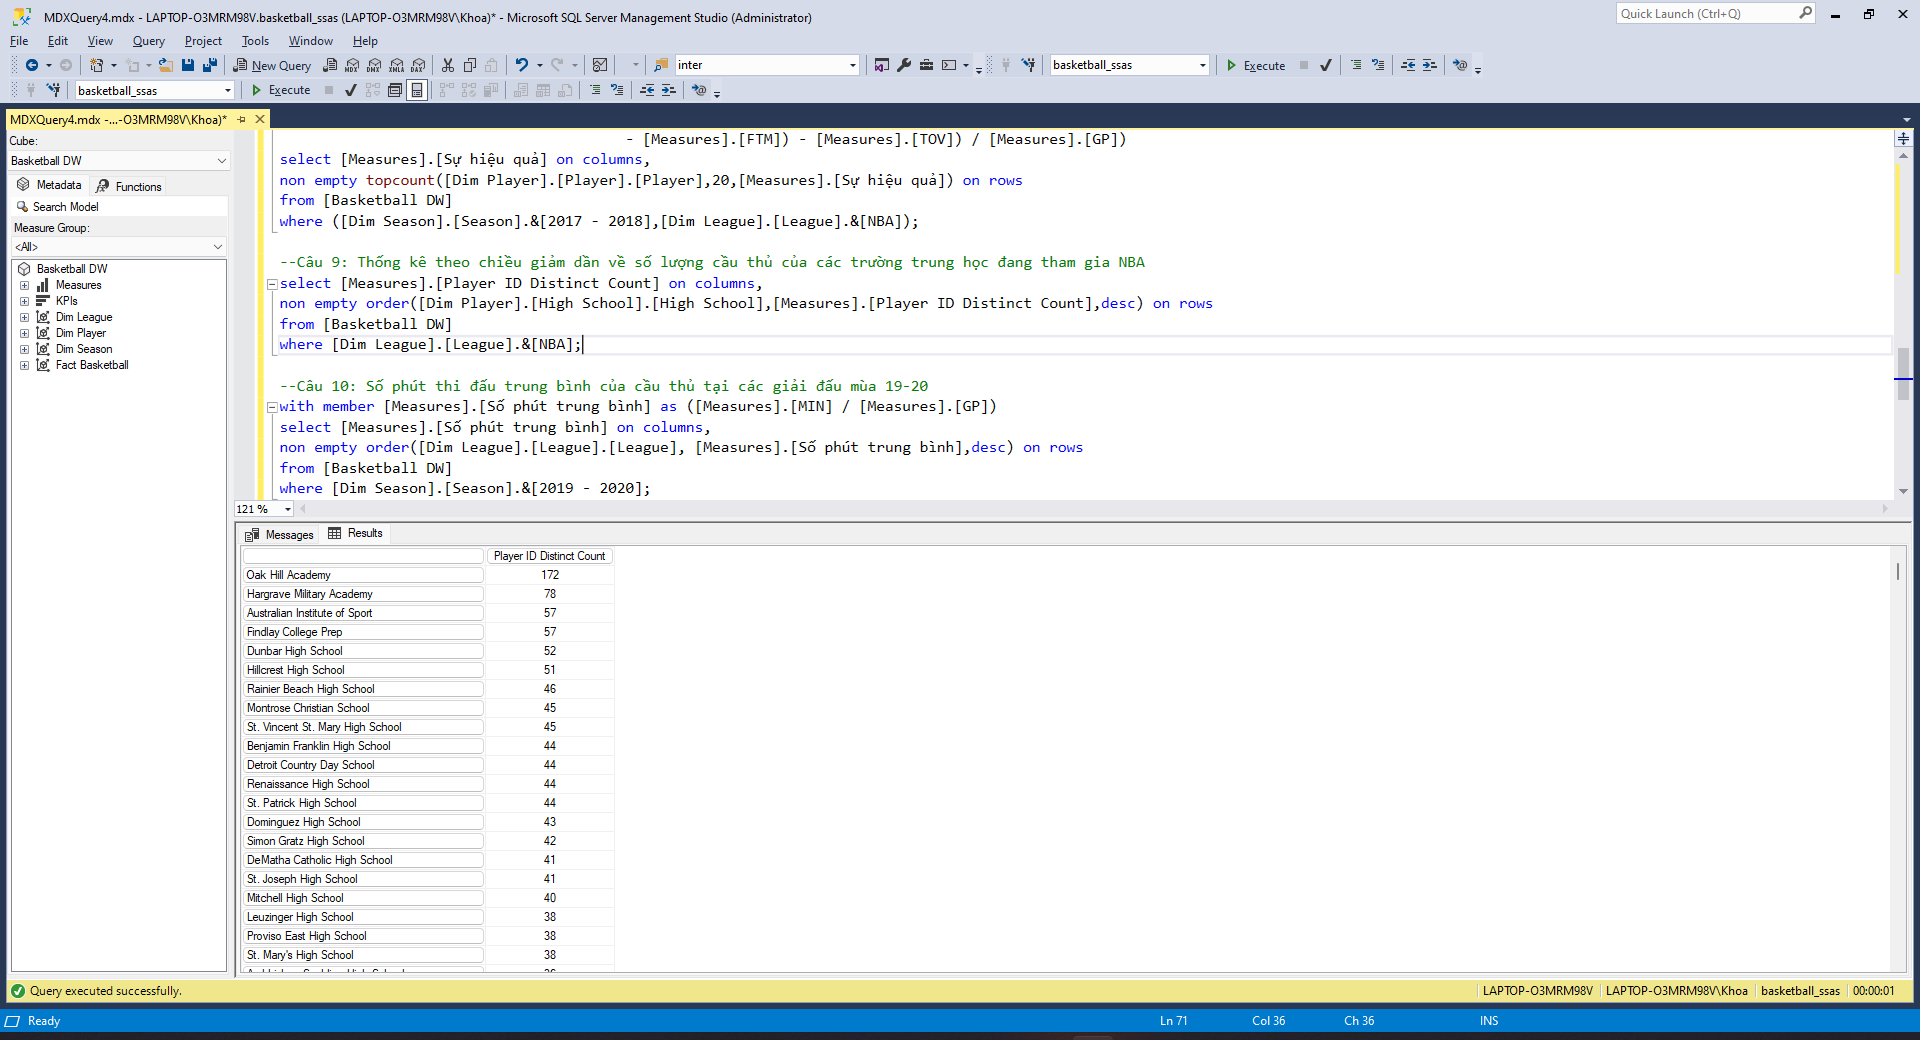 MDXQuery4.mdx - LAPTOP-O3MRM98V.basketball_ssas (LAPTOP-O3MRM98V\Khoa)* - Microsoft SQL Server Management Studio (Administrator)
Quick Launch (Ctrl+Q)
File Edit View Query Project Tools Window Help
New Query MDX DMX XMLA DAX inter basketball_ssas Execute
basketball_ssas Execute
MDXQuery4.mdx -...-O3MRM98V\Khoa)*
Cube:
Basketball DW
Metadata Functions
Search Model
Measure Group:
<All>
Basketball DW
Measures
KPIs
Dim League
Dim Player
Dim Season
Fact Basketball
- [Measures].[FTM]) - [Measures].[TOV]) / [Measures].[GP])
select [Measures].[Sự hiệu quả] on columns,
non empty topcount([Dim Player].[Player].[Player],20,[Measures].[Sự hiệu quả]) on rows
from [Basketball DW]
where ([Dim Season].[Season].&[2017 - 2018],[Dim League].[League].&[NBA]);
--Câu 9: Thống kê theo chiều giảm dần về số lượng cầu thủ của các trường trung học đang tham gia NBA
select [Measures].[Player ID Distinct Count] on columns,
non empty order([Dim Player].[High School].[High School],[Measures].[Player ID Distinct Count],desc) on rows
from [Basketball DW]
where [Dim League].[League].&[NBA];
--Câu 10: Số phút thi đấu trung bình của cầu thủ tại các giải đấu mùa 19-20
with member [Measures].[Số phút trung bình] as ([Measures].[MIN] / [Measures].[GP])
select [Measures].[Số phút trung bình] on columns,
non empty order([Dim League].[League].[League], [Measures].[Số phút trung bình],desc) on rows
from [Basketball DW]
where [Dim Season].[Season].&[2019 - 2020];
121 %
Messages Results
Player ID Distinct Count
Oak Hill Academy 172
Hargrave Military Academy 78
Australian Institute of Sport 57
Findlay College Prep 57
Dunbar High School 52
Hillcrest High School 51
Rainier Beach High School 46
Montrose Christian School 45
St. Vincent St. Mary High School 45
Benjamin Franklin High School 44
Detroit Country Day School 44
Renaissance High School 44
St. Patrick High School 44
Dominguez High School 43
Simon Gratz High School 42
DeMatha Catholic High School 41
St. Joseph High School 41
Mitchell High School 40
Leuzinger High School 38
Proviso East High School 38
St. Mary's High School 38
Query executed successfully.
LAPTOP-O3MRM98V LAPTOP-O3MRM98V\Khoa basketball_ssas 00:00:01
Ready Ln 71 Col 36 Ch 36 INS